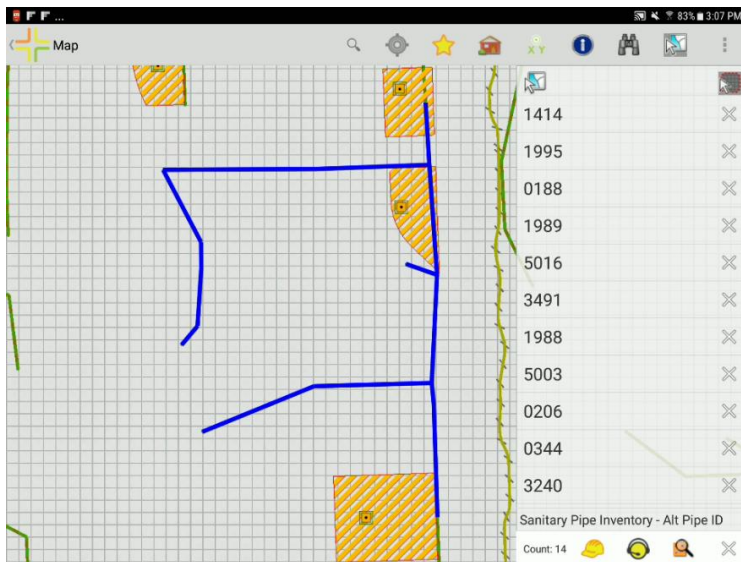 83% 3:07 PM
Map
X Y
1414
1995
0188
1989
5016
3491
1988
5003
0206
0344
3240
Sanitary Pipe Inventory - Alt Pipe ID
Count: 14